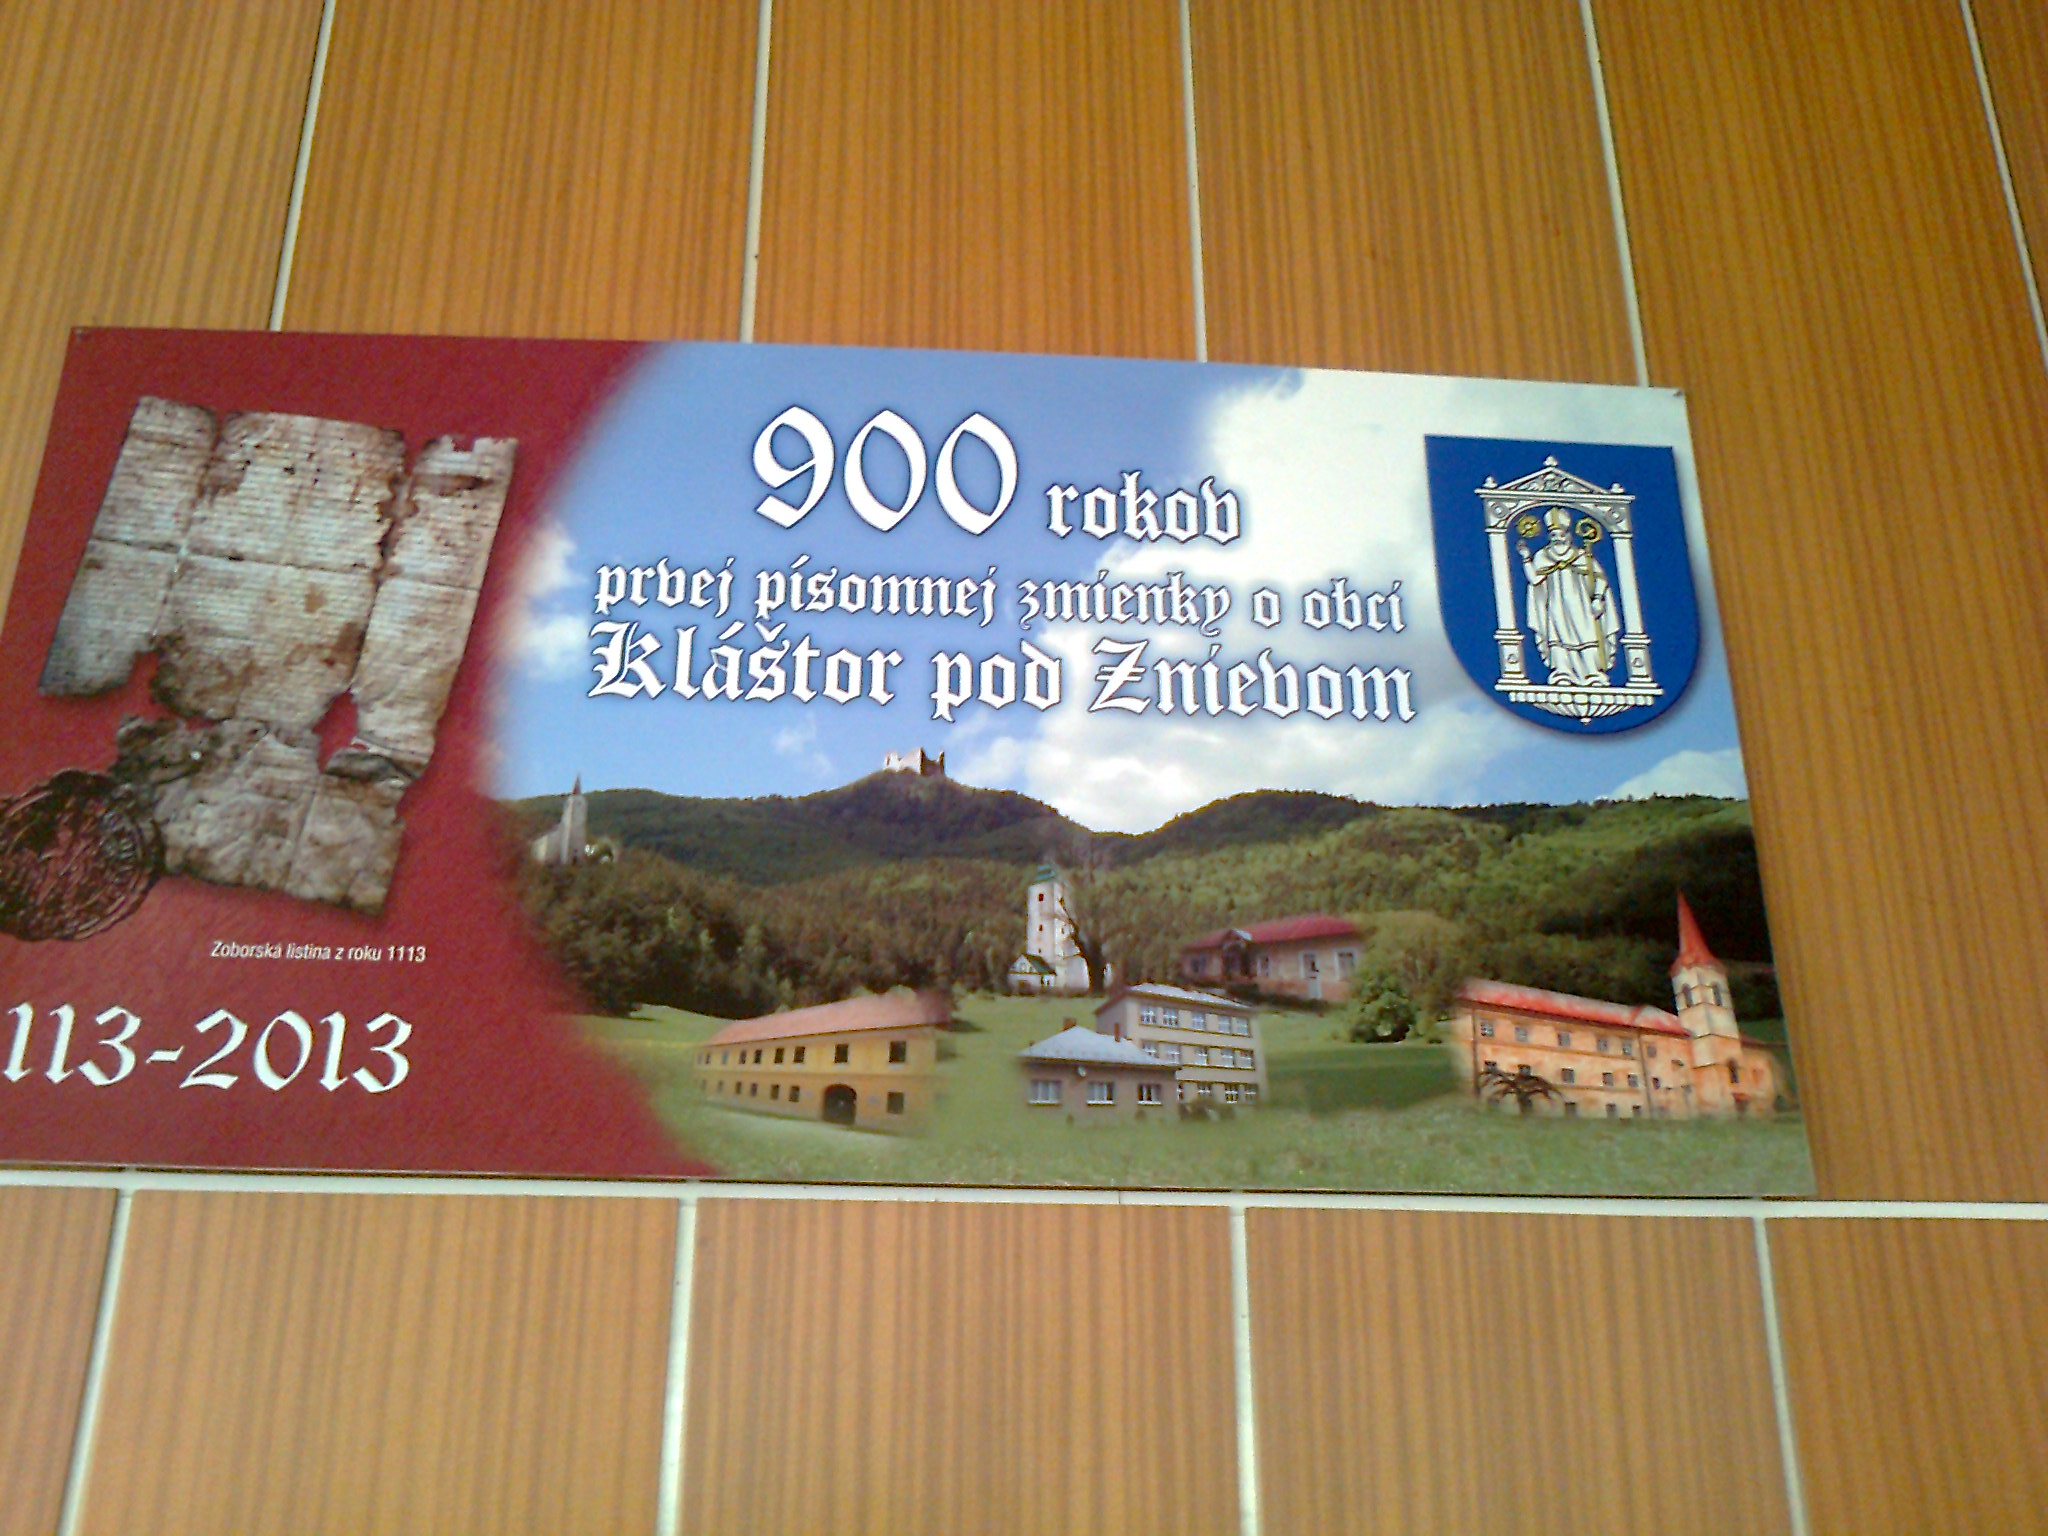 900 rokov
prvej písomnej zmienky o obci
Kláštor pod Znievom
Zoborská listina z roku 1113
113-2013